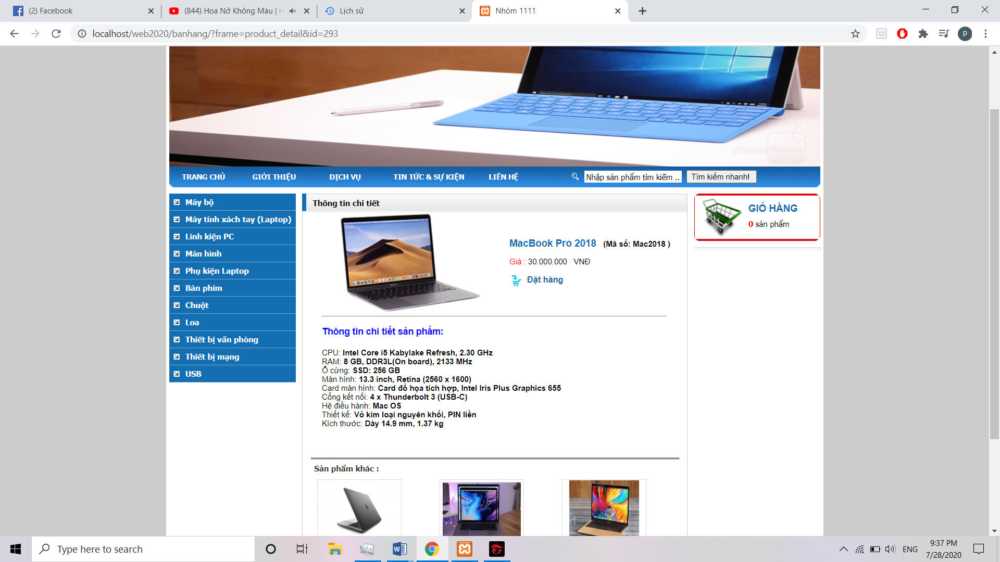 (2) Facebook
(844) Hoa Nở Không Màu | H
Lịch sử
Nhóm 1111
localhost/web2020/banhang/?frame=product_detail&id=293
P
phoneArena
TRANG CHỦ
GIỚI THIỆU
DỊCH VỤ
TIN TỨC & SỰ KIỆN
LIÊN HỆ
Nhập sản phẩm tìm kiếm ..
Tìm kiếm nhanh!
Máy bộ
Máy tính xách tay (Laptop)
Linh kiện PC
Màn hình
Phụ kiện Laptop
Bàn phím
Chuột
Loa
Thiết bị văn phòng
Thiết bị mạng
USB
Thông tin chi tiết
MacBook Pro 2018 (Mã số: Mac2018 )
Giá : 30.000.000 VNĐ
Đặt hàng
Thông tin chi tiết sản phẩm:
CPU: Intel Core i5 Kabylake Refresh, 2.30 GHz
RAM: 8 GB, DDR3L(On board), 2133 MHz
Ổ cứng: SSD: 256 GB
Màn hình: 13.3 inch, Retina (2560 x 1600)
Card màn hình: Card đồ họa tích hợp, Intel Iris Plus Graphics 655
Cổng kết nối: 4 x Thunderbolt 3 (USB-C)
Hệ điều hành: Mac OS
Thiết kế: Vỏ kim loại nguyên khối, PIN liền
Kích thước: Dày 14.9 mm, 1.37 kg
Sản phẩm khác :
GIỎ HÀNG
0 sản phẩm
Type here to search
ENG
9:37 PM
7/28/2020